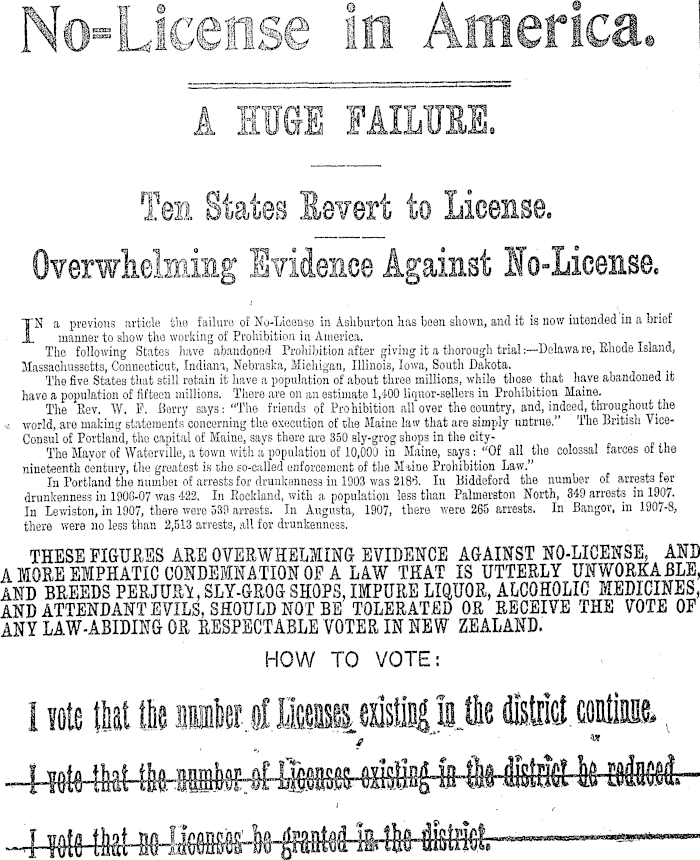 No=License in America.
A HUGE FAILURE.
Ten States Revert to License.
Overwhelming Evidence Against No-License.
IN a previous article the failure of No-License in Ashburton has been shown, and it is now intended in a brief
manner to show the working of Prohibition in America.
The following States have abandoned Prohibition after giving it a thorough trial:—Delaware, Rhode Island,
Massachussetts, Connecticut, Indiana, Nebraska, Michigan, Illinois, Iowa, South Dakota.
The five States that still retain it have a population of about three millions, while those that have abandoned it
have a population of fifteen millions. There are on an estimate 1,400 liquor-sellers in Prohibition Maine.
The Rev. W. F. Berry says: "The friends of Prohibition all over the country, and, indeed, throughout the
world, are making statements concerning the execution of the Maine law that are simply untrue." The British Vice-
Consul of Portland, the capital of Maine, says there are 350 sly-grog shops in the city-
The Mayor of Waterville, a town with a population of 10,000 in Maine, says: "Of all the colossal farces of the
nineteenth century, the greatest is the so-called enforcement of the Maine Prohibition Law."
In Portland the number of arrests for drunkenness in 1903 was 2186. In Biddeford the number of arrests for
drunkenness in 1906-07 was 422. In Rockland, with a population less than Palmerston North, 349 arrests in 1907.
In Lewiston, in 1907, there were 539 arrests. In Augusta, 1907, there were 265 arrests. In Bangor, in 1907-8,
there were no less than 2,513 arrests, all for drunkenness.
THESE FIGURES ARE OVERWHELMING EVIDENCE AGAINST NO-LICENSE, AND
A MORE EMPHATIC CONDEMNATION OF A LAW THAT IS UTTERLY UNWORKABLE,
AND BREEDS PERJURY, SLY-GROG SHOPS, IMPURE LIQUOR, ALCOHOLIC MEDICINES,
AND ATTENDANT EVILS, SHOULD NOT BE TOLERATED OR RECEIVE THE VOTE OF
ANY LAW-ABIDING OR RESPECTABLE VOTER IN NEW ZEALAND.
HOW TO VOTE:
I vote that the number of Licenses existing in the district continue.
I vote that the number of Licenses existing in the district be reduced.
I vote that no Licenses be granted in the district.